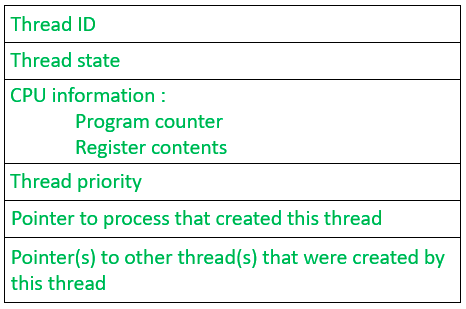 Thread ID
Thread state
CPU information :
Program counter
Register contents
Thread priority
Pointer to process that created this thread
Pointer(s) to other thread(s) that were created by
this thread